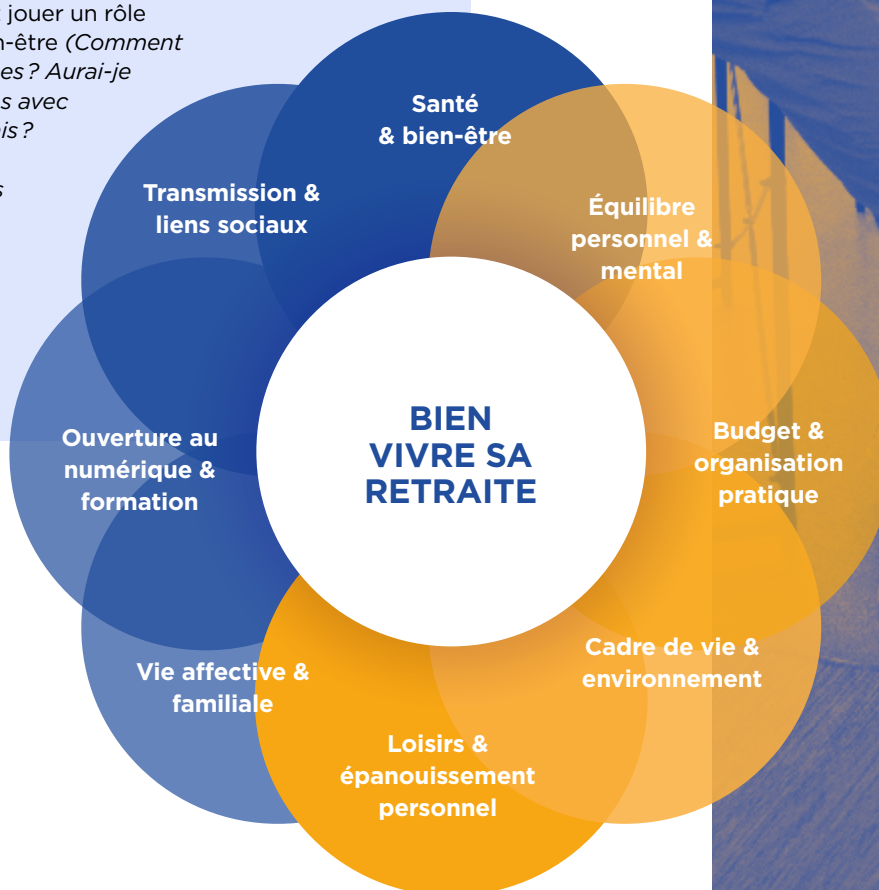 jouer un rôle
n-être (Comment
es ? Aurai-je
s avec
is ?
s
Santé
& bien-être
Transmission &
liens sociaux
Équilibre
personnel &
mental
Ouverture au
numérique &
formation
BIEN
VIVRE SA
RETRAITE
Budget &
organisation
pratique
Vie affective &
familiale
Cadre de vie &
environnement
Loisirs &
épanouissement
personnel